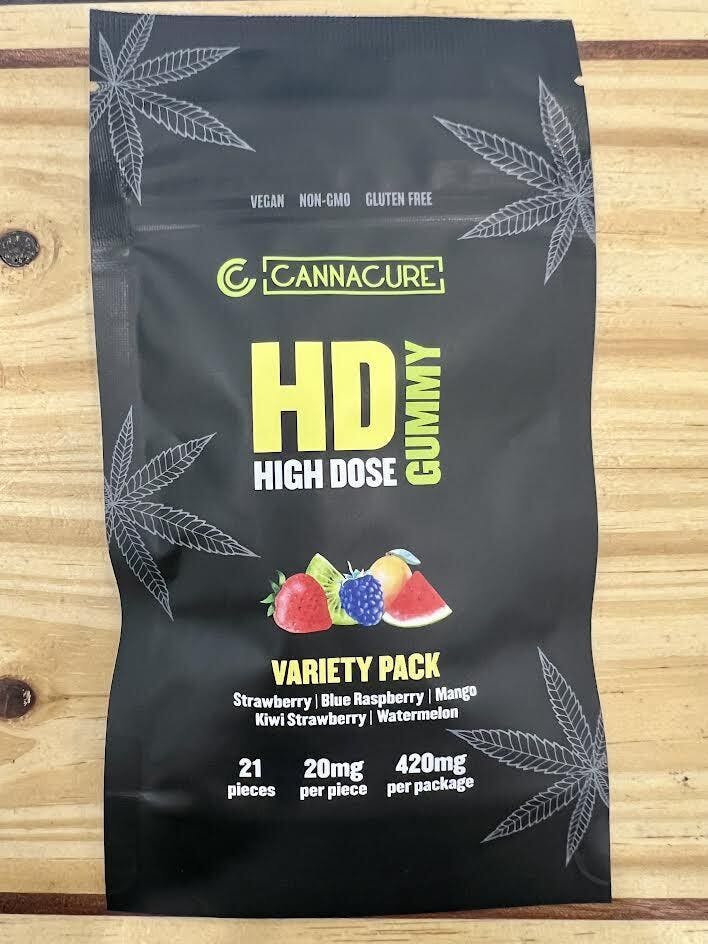 VEGAN NON-GMO GLUTEN FREE
CANNACURE
HD
HIGH DOSE
GUMMY
VARIETY PACK
Strawberry | Blue Raspberry | Mango
Kiwi Strawberry | Watermelon
21 20mg 420mg
pieces per piece per package